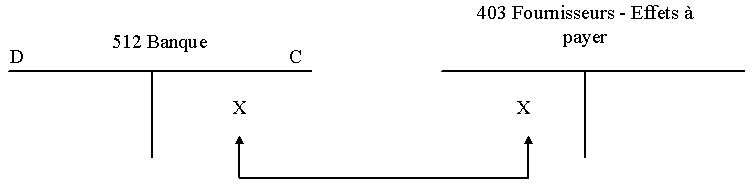 512 Banque
D
C
403 Fournisseurs - Effets à
payer
X
X